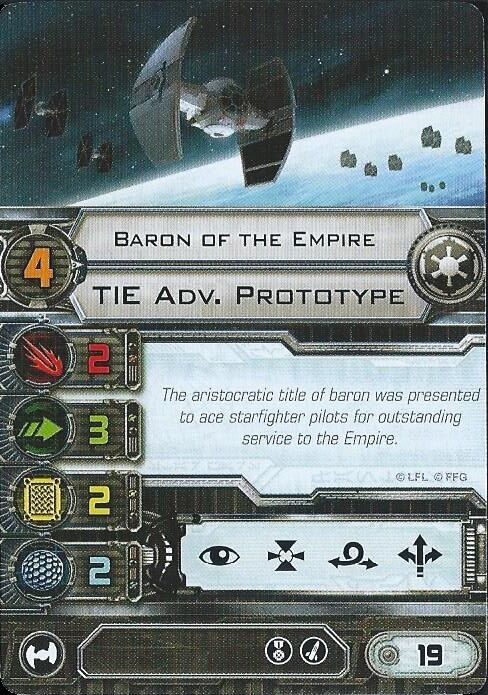 BARON OF THE EMPIRE
4
TIE ADV. PROTOTYPE
2
The aristocratic title of baron was presented
to ace starfighter pilots for outstanding
service to the Empire.
3
© LFL © FFG
2
2
19